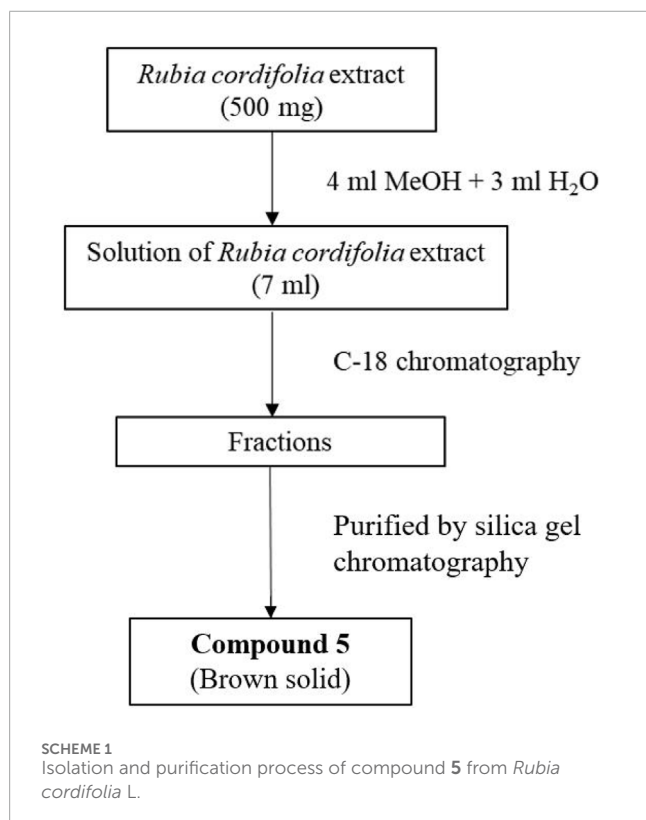 Rubia cordifolia extract
(500 mg)
4 ml MeOH + 3 ml H₂O
Solution of Rubia cordifolia extract
(7 ml)
C-18 chromatography
Fractions
Purified by silica gel
chromatography
Compound 5
(Brown solid)
SCHEME 1
Isolation and purification process of compound 5 from Rubia
cordifolia L.